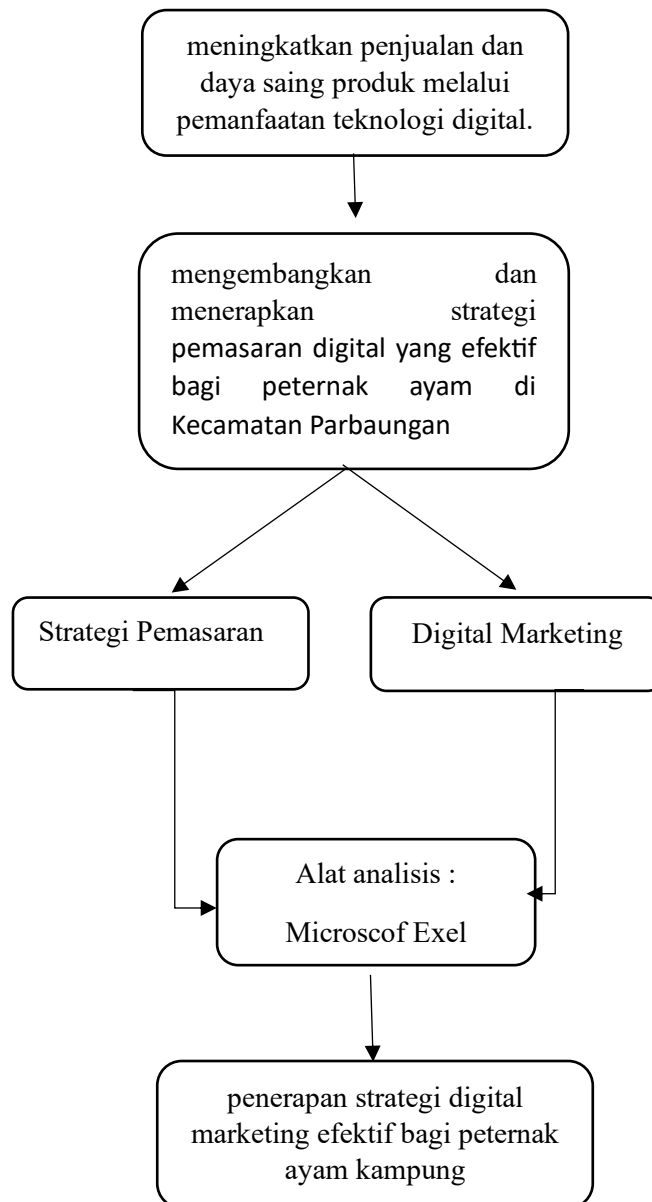 meningkatkan penjualan dan
daya saing produk melalui
pemanfaatan teknologi digital.
mengembangkan dan
menerapkan strategi
pemasaran digital yang efektif
bagi peternak ayam di
Kecamatan Parbaungan
Strategi Pemasaran
Digital Marketing
Alat analisis :
Microscof Exel
penerapan strategi digital
marketing efektif bagi peternak
ayam kampung